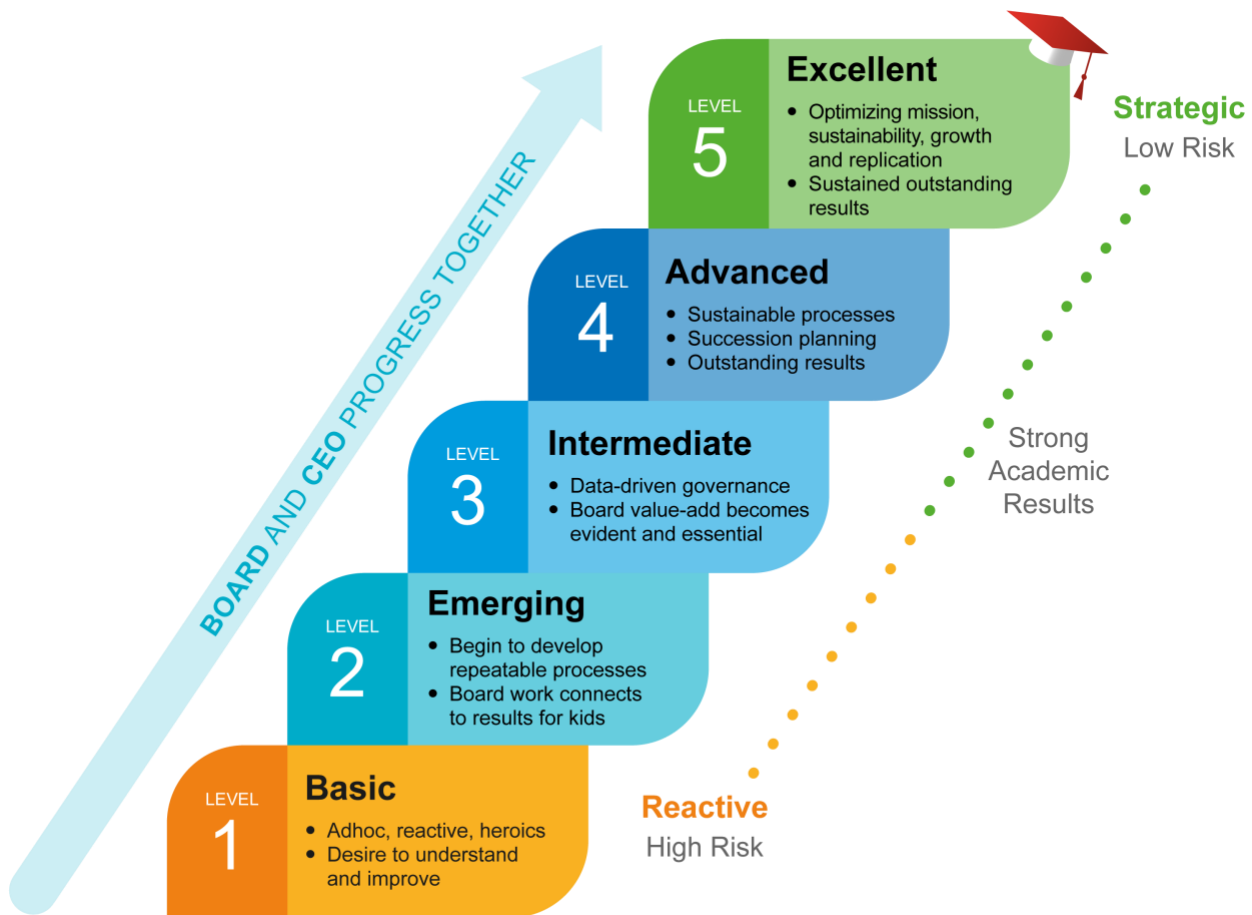 LEVEL
5
Excellent
• Optimizing mission,
sustainability, growth
and replication
• Sustained outstanding
results
Strategic
Low Risk
BOARD AND CEO PROGRESS TOGETHER
LEVEL
4
Advanced
• Sustainable processes
• Succession planning
• Outstanding results
LEVEL
3
Intermediate
• Data-driven governance
• Board value-add becomes
evident and essential
Strong
Academic
Results
LEVEL
2
Emerging
• Begin to develop
repeatable processes
• Board work connects
to results for kids
LEVEL
1
Basic
• Adhoc, reactive, heroics
• Desire to understand
and improve
Reactive
High Risk